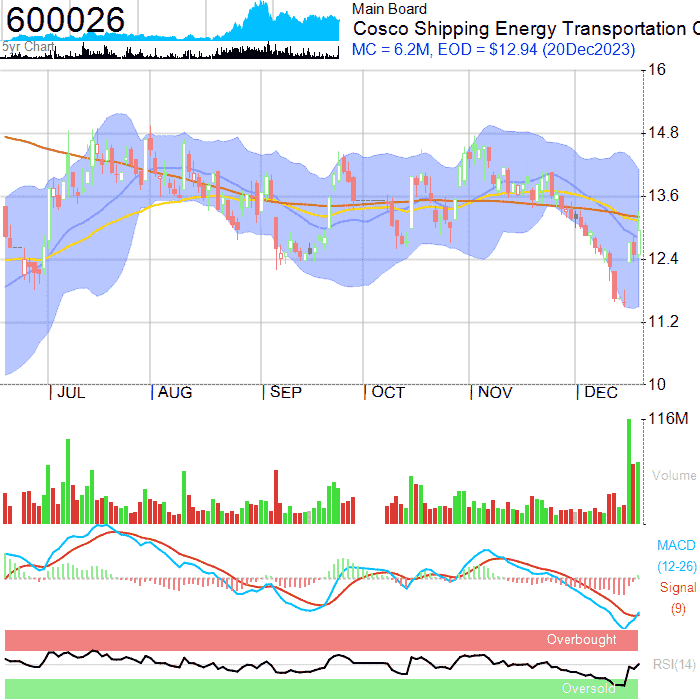 600026
5yr Chart
Main Board
Cosco Shipping Energy Transportation C
MC = 6.2M, EOD = $12.94 (20Dec2023)
16
14.8
13.6
12.4
11.2
10
JUL
AUG
SEP
OCT
NOV
DEC
116M
Volume
MACD
(12-26)
Signal
(9)
Overbought
RSI(14)
Oversold